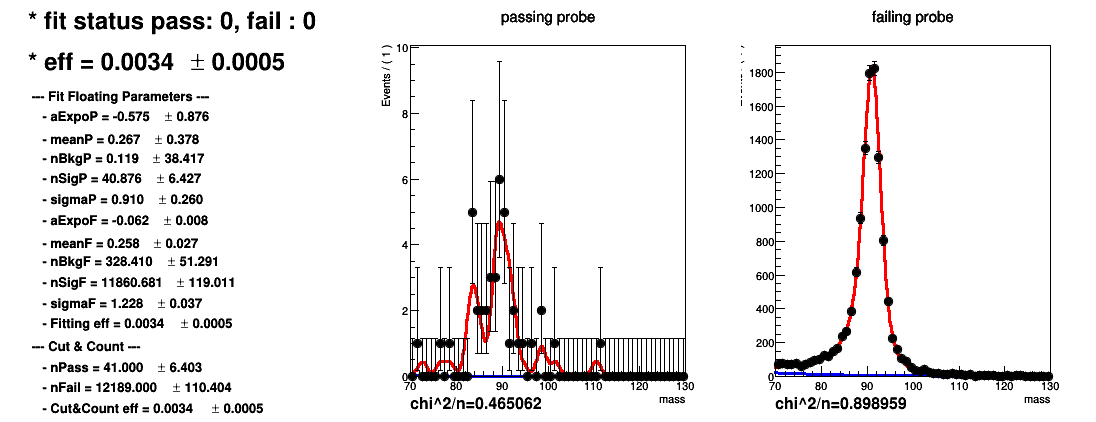 * fit status pass: 0, fail : 0
* eff = 0.0034 ± 0.0005
--- Fit Floating Parameters ---
- aExpoP = -0.575 ± 0.876
- meanP = 0.267 ± 0.378
- nBkgP = 0.119 ± 38.417
- nSigP = 40.876 ± 6.427
- sigmaP = 0.910 ± 0.260
- aExpoF = -0.062 ± 0.008
- meanF = 0.258 ± 0.027
- nBkgF = 328.410 ± 51.291
- nSigF = 11860.681 ± 119.011
- sigmaF = 1.228 ± 0.037
- Fitting eff = 0.0034 ± 0.0005
--- Cut & Count ---
- nPass = 41.000 ± 6.403
- nFail = 12189.000 ± 110.404
- Cut&Count eff = 0.0034 ± 0.0005
passing probe
Events / ( 1 )
10
8
6
4
2
0
70 80 90 100 110 120 130
mass
chi^2/n=0.465062
failing probe
1800
1600
1400
1200
1000
800
600
400
200
0
70 80 90 100 110 120 130
mass
chi^2/n=0.898959